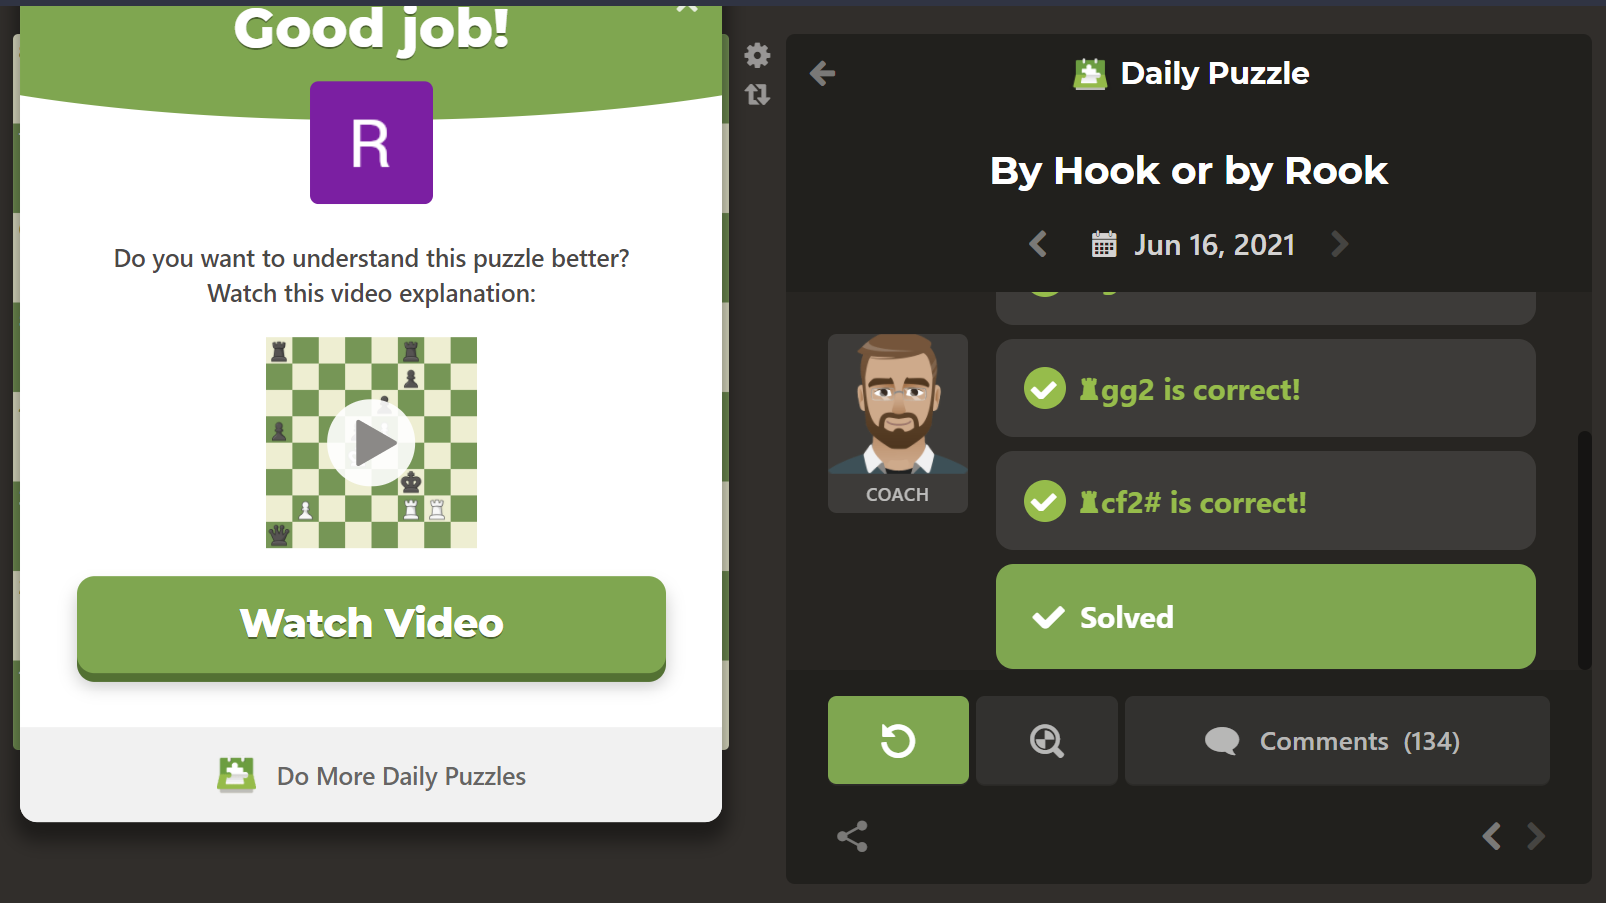 Good job!
R
Do you want to understand this puzzle better?
Watch this video explanation:
Watch Video
Do More Daily Puzzles
Daily Puzzle
By Hook or by Rook
Jun 16, 2021
COACH
♜gg2 is correct!
♜cf2# is correct!
Solved
Comments (134)